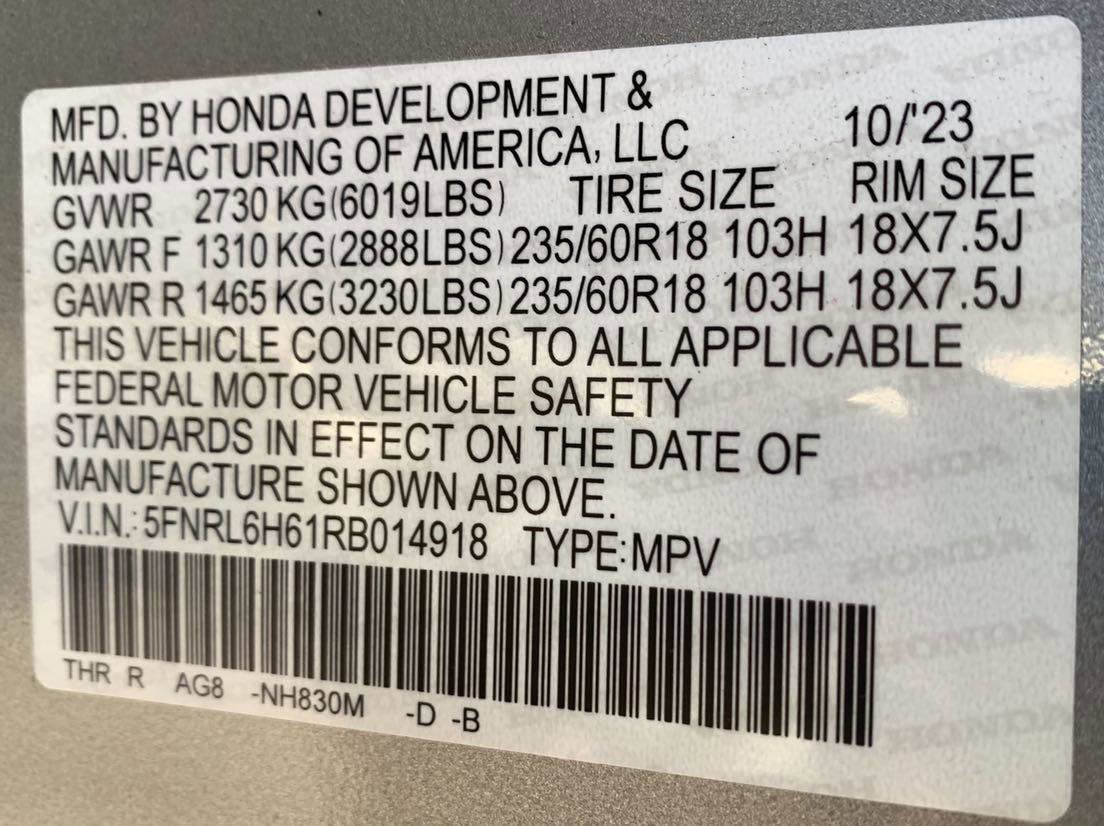 MFD. BY HONDA DEVELOPMENT &
MANUFACTURING OF AMERICA, LLC 10/'23
GVWR 2730 KG(6019LBS) TIRE SIZE RIM SIZE
GAWR F 1310 KG(2888LBS) 235/60R18 103H 18X7.5J
GAWR R 1465 KG(3230LBS) 235/60R18 103H 18X7.5J
THIS VEHICLE CONFORMS TO ALL APPLICABLE
FEDERAL MOTOR VEHICLE SAFETY
STANDARDS IN EFFECT ON THE DATE OF
MANUFACTURE SHOWN ABOVE.
V.I.N.: 5FNRL6H61RB014918 TYPE:MPV
THR R AG8 -NH830M -D -B